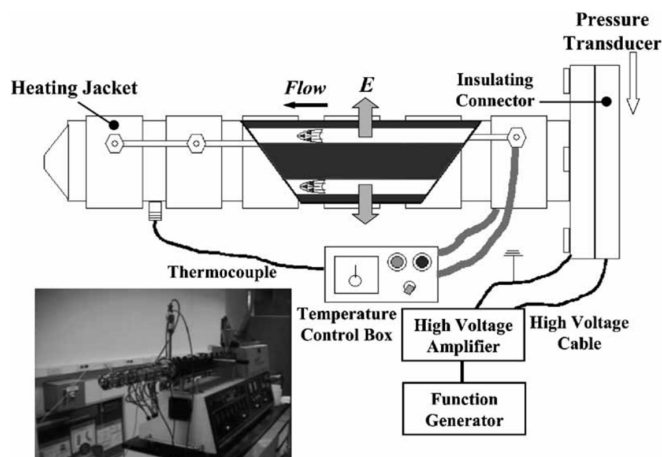 Pressure
Transducer
Heating Jacket
Flow
E
Insulating
Connector
Thermocouple
Temperature
Control Box
High Voltage
Amplifier
High Voltage
Cable
Function
Generator